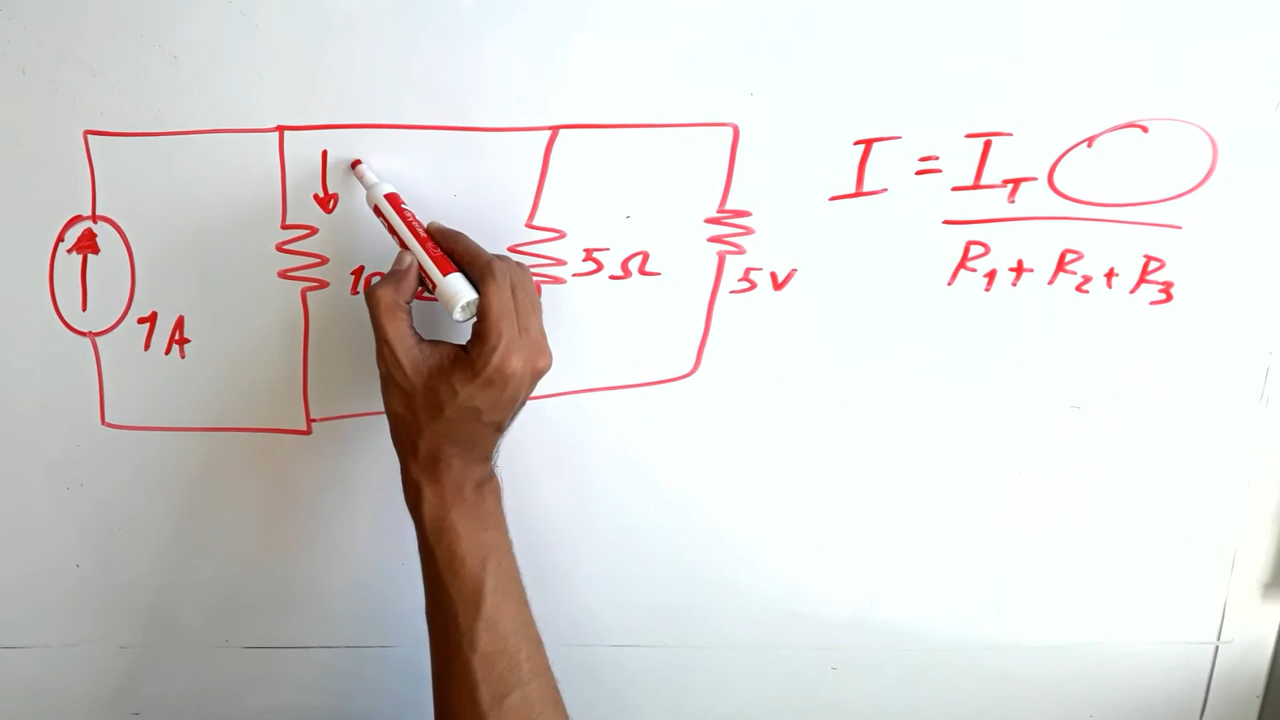 I = I_T
R₁ + R₂ + R₃
1A
5Ω
5V